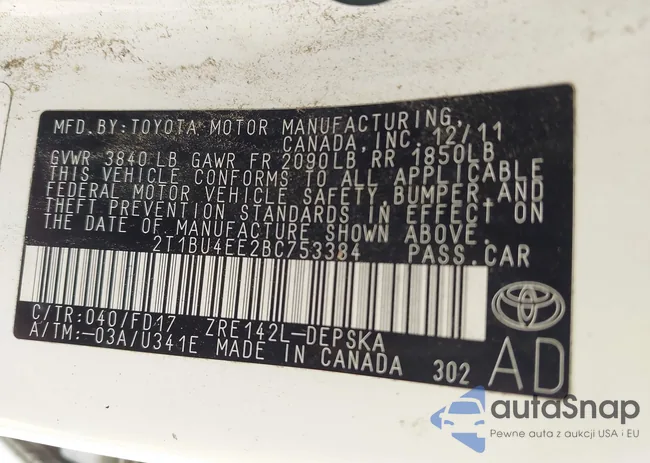 MFD.BY:TOYOTA MOTOR MANUFACTURING,
CANADA,INC.12/11
GVWR 3840 LB GAWR FR 2090LB RR 1850LB
THIS VEHICLE CONFORMS TO ALL APPLICABLE
FEDERAL MOTOR VEHICLE SAFETY,BUMPER,AND
THEFT PREVENTION STANDARDS IN EFFECT ON
THE DATE OF MANUFACTURE SHOWN ABOVE.
2T1BU4EE2BC753384 PASS.CAR
C/TR:040/FD17 ZRE142L-DEPSKA
A/TM:-03A/U341E MADE IN CANADA 302
AD
autaSnap
Pewne auta z aukcji USA i EU